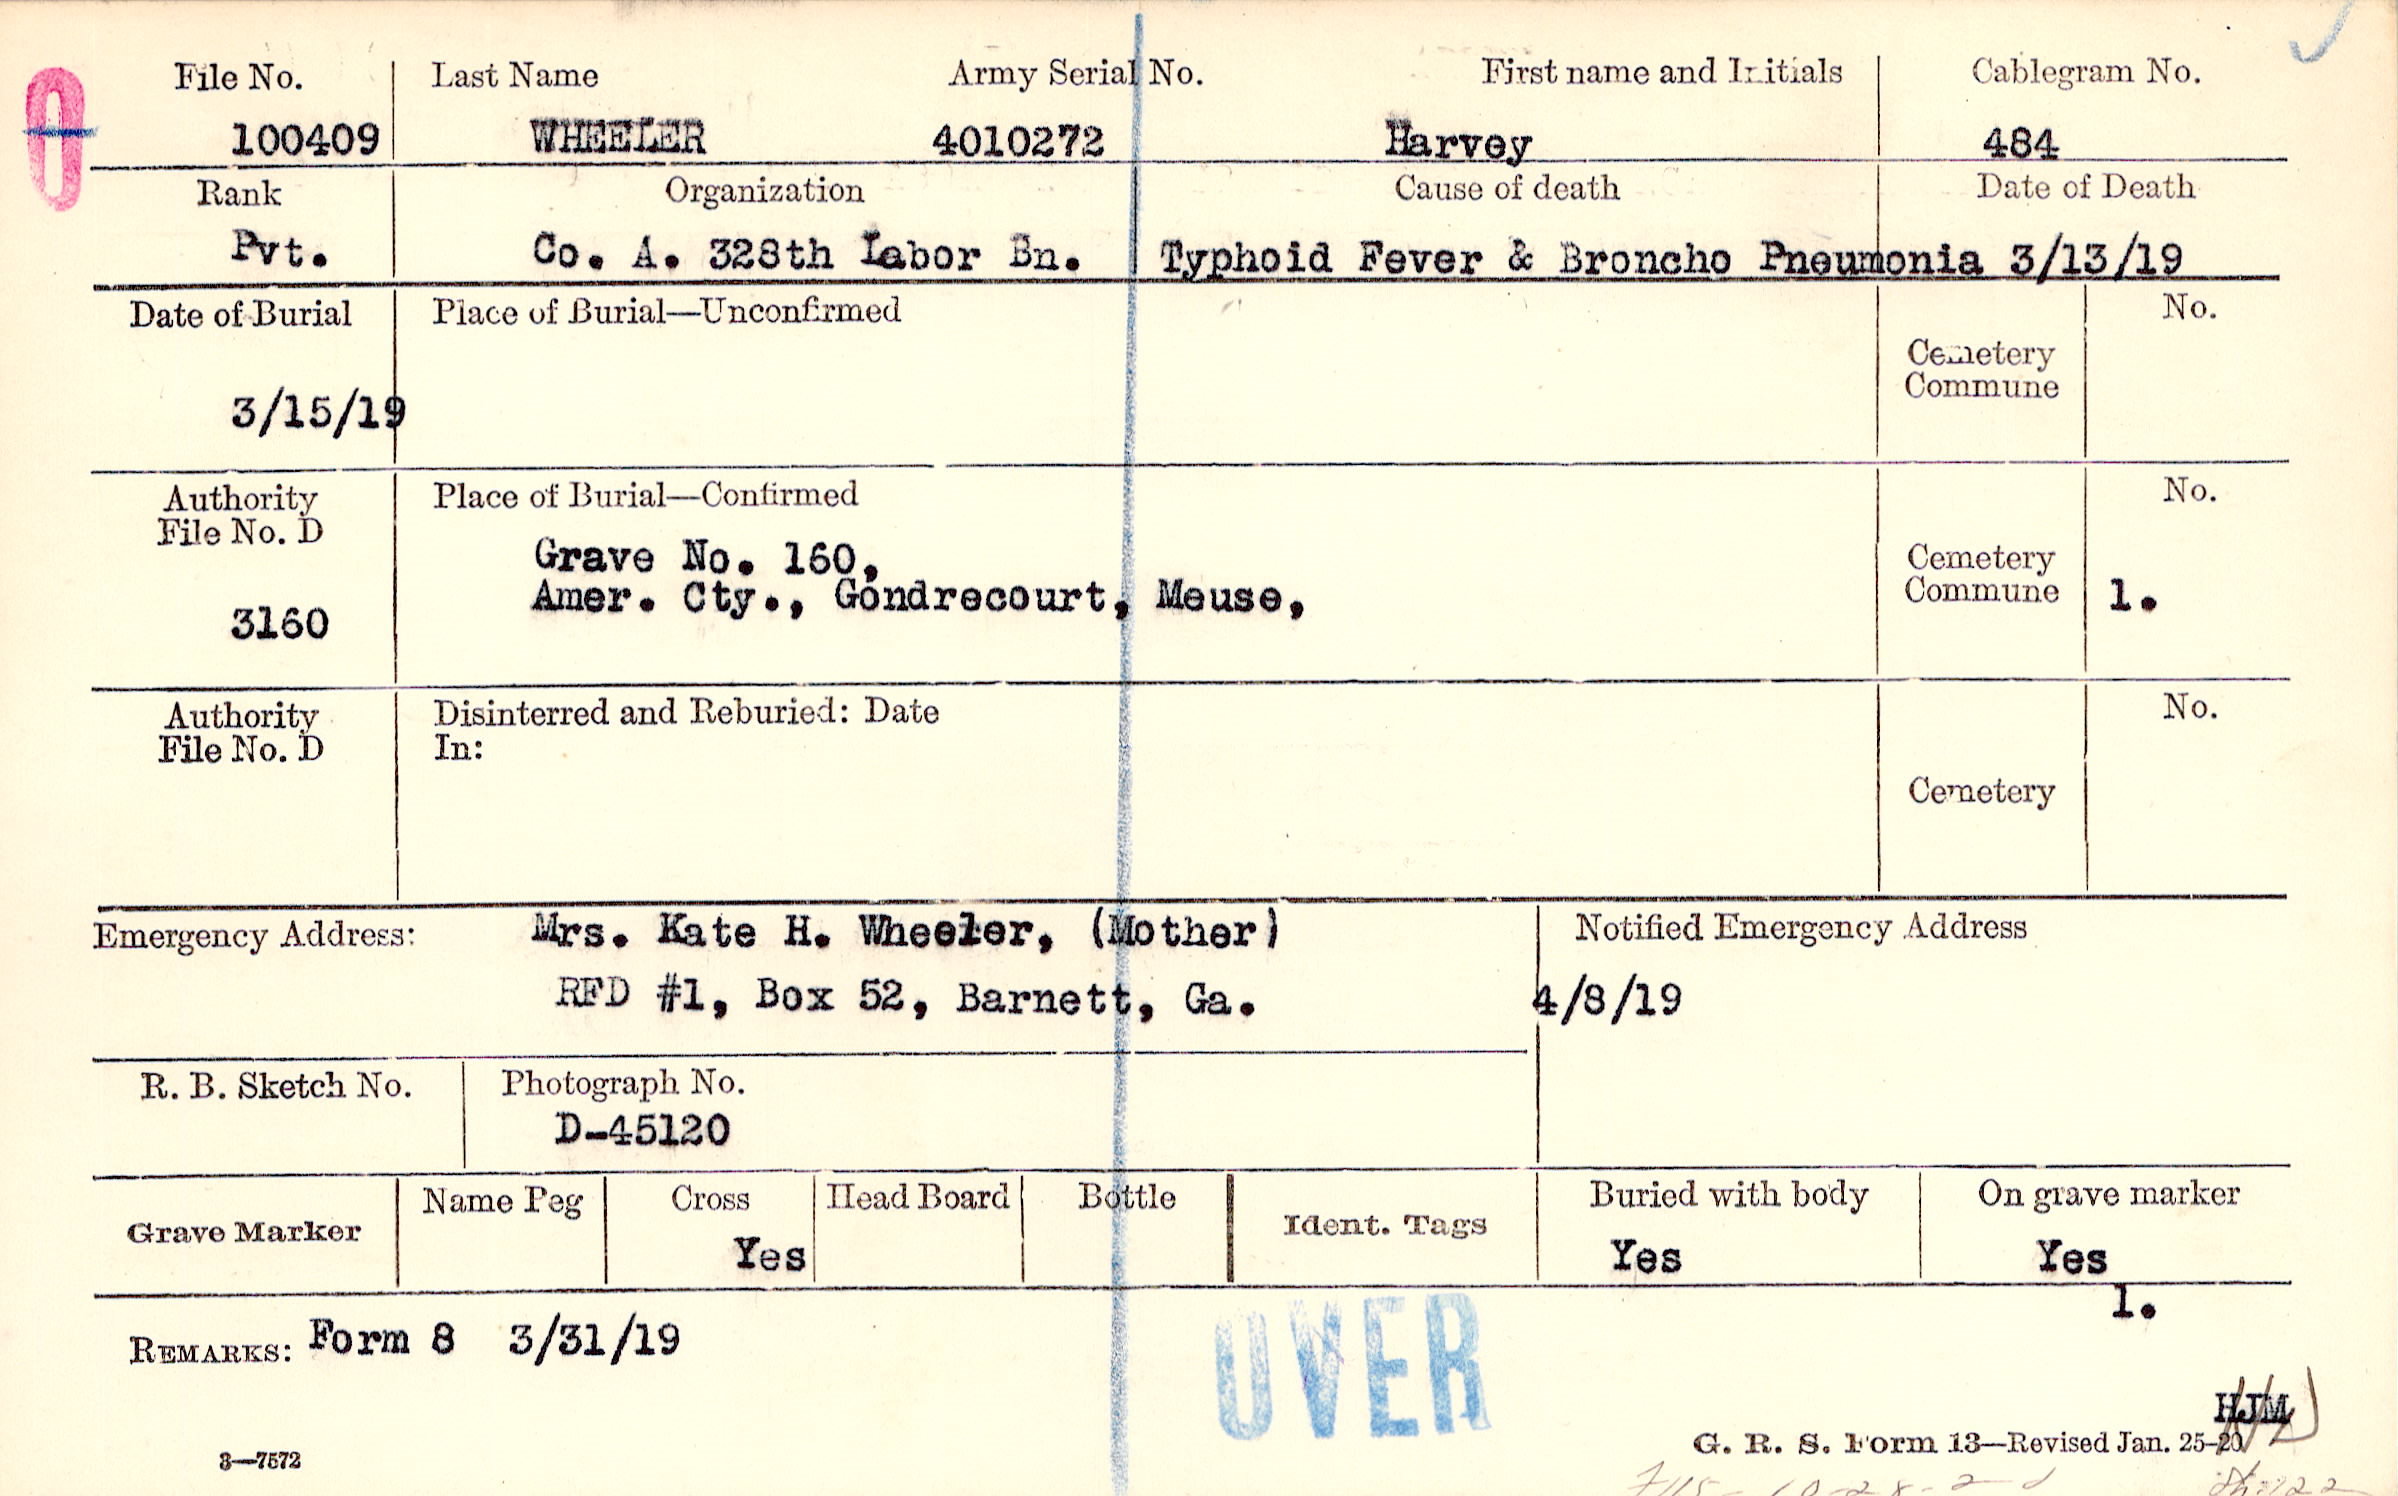 O
File No. Last Name Army Serial No. First name and Initials Cablegram No.
100409 WHEELER 4010272 Harvey 484
Rank Organization Cause of death Date of Death
Pvt. Co. A. 328th Labor Bn. Typhoid Fever & Broncho Pneumonia 3/13/19
Date of Burial Place of Burial—Unconfirmed No.
Cemetery
Commune
3/15/19
Authority Place of Burial—Confirmed No.
File No. D
Grave No. 160, Cemetery
Amer. Cty., Gondrecourt, Meuse, Commune 1.
3160
Authority Disinterred and Reburied: Date No.
File No. D In:
Cemetery
Emergency Address: Mrs. Kate H. Wheeler, (Mother) Notified Emergency Address
RFD #1, Box 52, Barnett, Ga. 4/8/19
R. B. Sketch No. Photograph No.
D-45120
Name Peg Cross Head Board Bottle Buried with body On grave marker
Grave Marker Ident. Tags
Yes Yes Yes
1.
REMARKS: Form 8 3/31/19
OVER
HJM
G. R. S. Form 13—Revised Jan. 25-20
3—7572